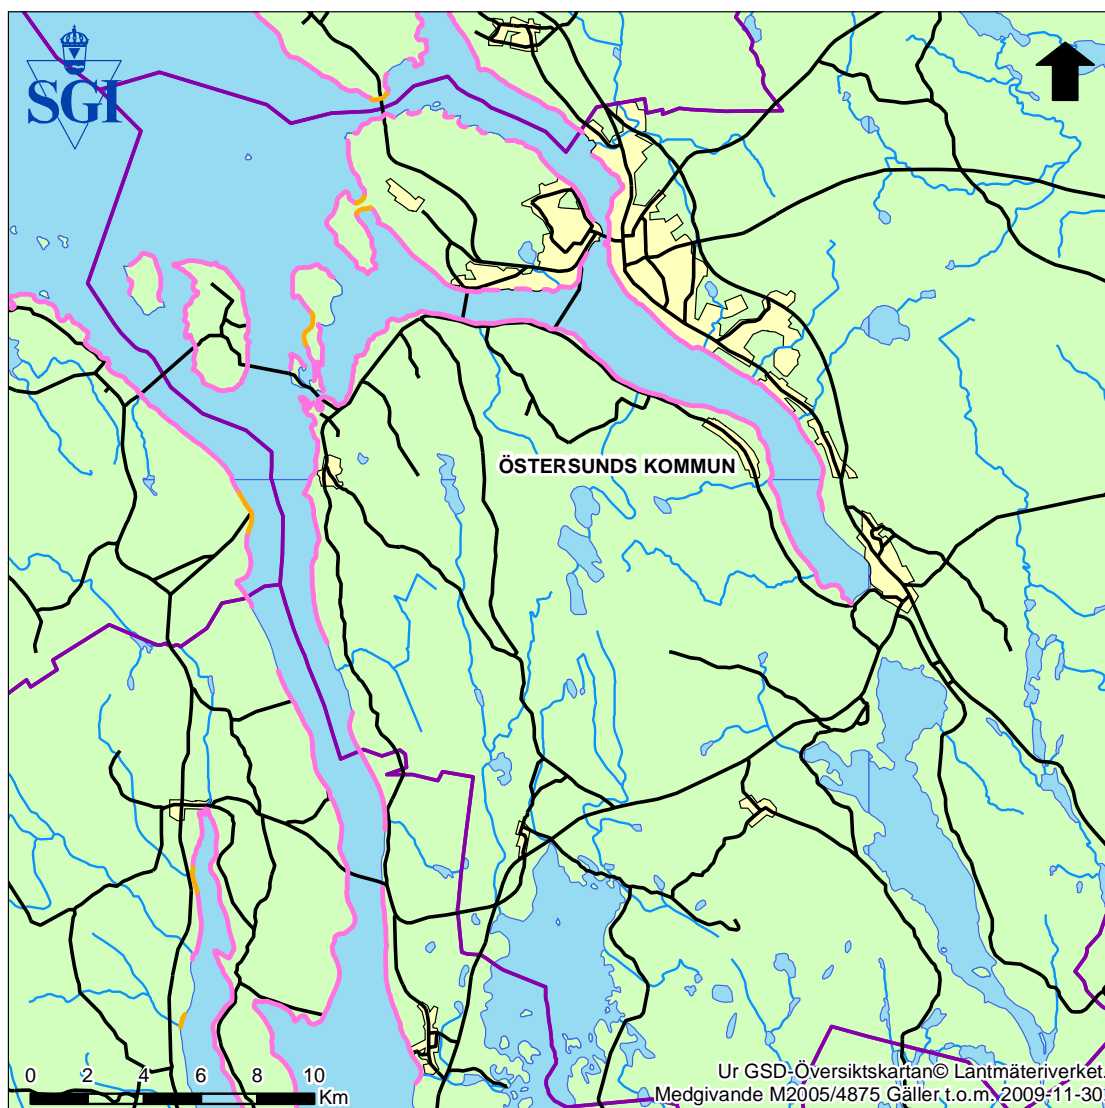 SGI
ÖSTERSUNDS KOMMUN
0 2 4 6 8 10
Km
Ur GSD-Översiktskartan© Lantmäteriverket.
Medgivande M2005/4875 Gäller t.o.m. 2009-11-30